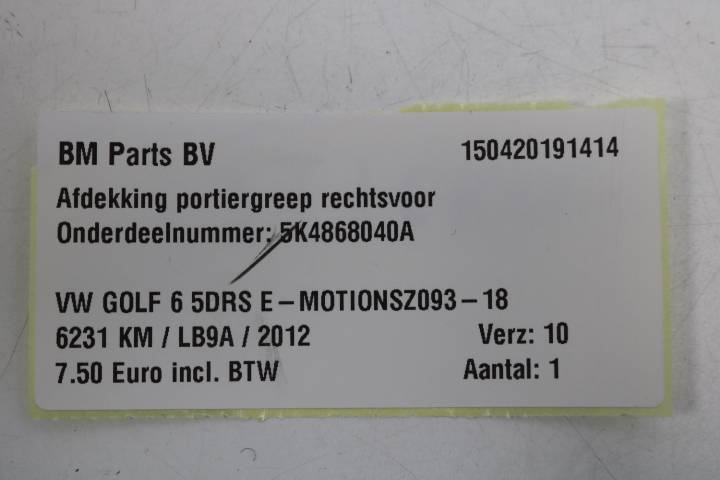 BM Parts BV 150420191414
Afdekking portiergreep rechtsvoor
Onderdeelnummer: 5K4868040A
VW GOLF 6 5DRS E-MOTIONSZ093-18
6231 KM / LB9A / 2012 Verz: 10
7.50 Euro incl. BTW Aantal: 1